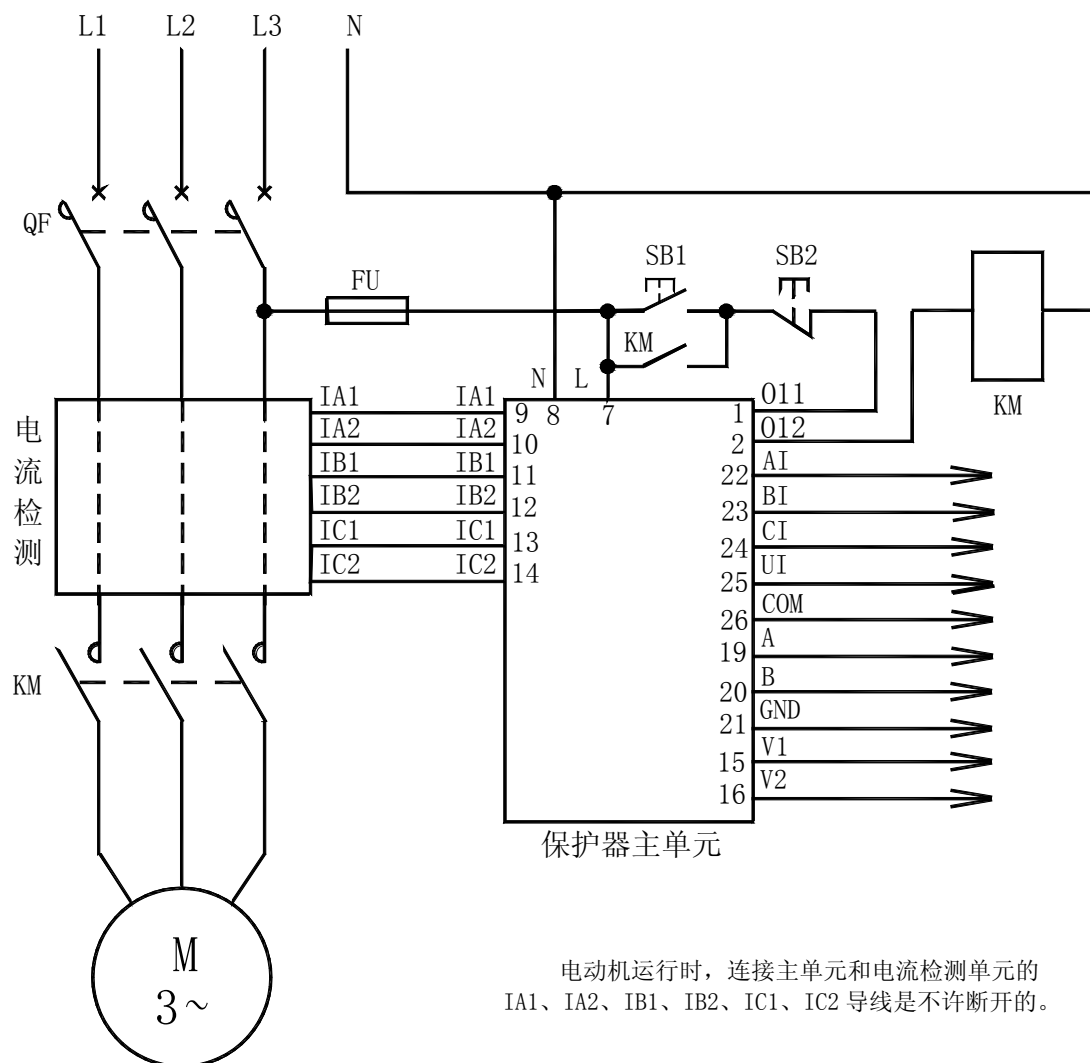 L1 L2 L3 N
QF
SB1 SB2
FU
KM
KM
N L
IA1 IA1 9 8 7 1 O11
IA2 IA2 10 2 O12
IB1 IB1 11 22 AI
IB2 IB2 12 23 BI
IC1 IC1 13 24 CI
IC2 IC2 14 25 UI
26 COM
19 A
20 B
21 GND
15 V1
16 V2
电流检测
KM
保护器主单元
M
3~
电动机运行时，连接主单元和电流检测单元的
IA1、IA2、IB1、IB2、IC1、IC2 导线是不许断开的。